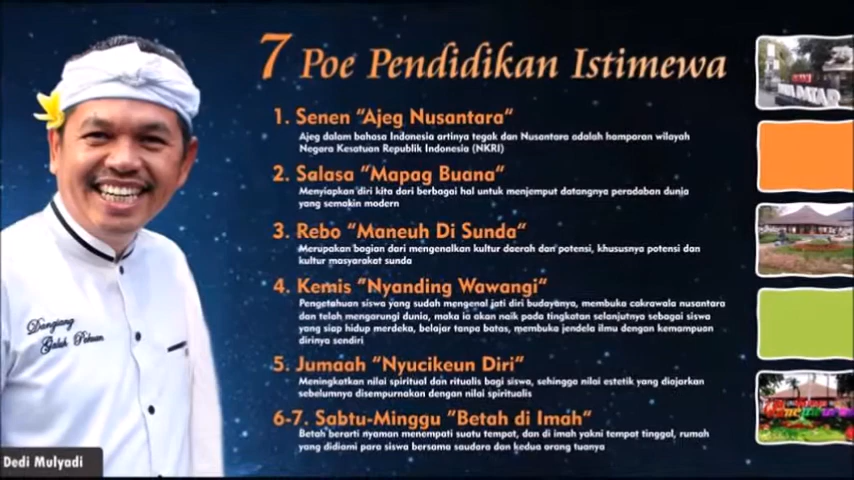 7 Poe Pendidikan Istimewa
1. Senen "Ajeg Nusantara"
Ajeg dalam bahasa Indonesia artinya tegak dan Nusantara adalah hamparan wilayah
Negera Kesatuan Republik Indonesia (NKRI)
2. Salasa "Mapag Buana"
Menyiapkan diri kita dari berbagai hal untuk menjemput datangnya peradaban dunia
yang semakin modern
3. Rebo "Maneuh Di Sunda"
Merupakan bagian dari mengenalkan kultur daerah dan potensi, khususnya potensi dan
kultur masyarakat sunda
4. Kemis "Nyanding Wawangi"
Pengetahuan siswa yang sudah mengenal jati diri budayanya, membuka cakrawala nusantara
dan telah mengarungi dunia, maka ia akan naik pada tingkatan selanjutnya sebagai siswa
yang siap hidup merdeka, belajar tanpa batas, membuka jendela ilmu dengan kemampuan
dirinya sendiri
5. Jumaah "Nyucikeun Diri"
Meningkatkan nilai spiritual dan ritualis bagi siswa, sehingga nilai estetik yang diajarkan
sebelumnya disempurnakan dengan nilai spiritualis
6-7. Sabtu-Minggu "Betah di Imah"
Betah berarti nyaman menempati suatu tempat, dan di imah yakni tempat tinggal, rumah
yang didiami para siswa bersama saudara dan kedua orang tuanya
Dangiang
Dedi Mulyadi